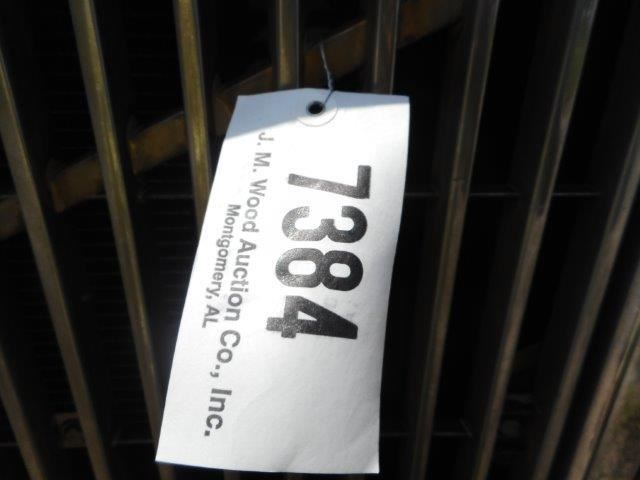 7384
J. M. Wood Auction Co., Inc.
Montgomery, AL